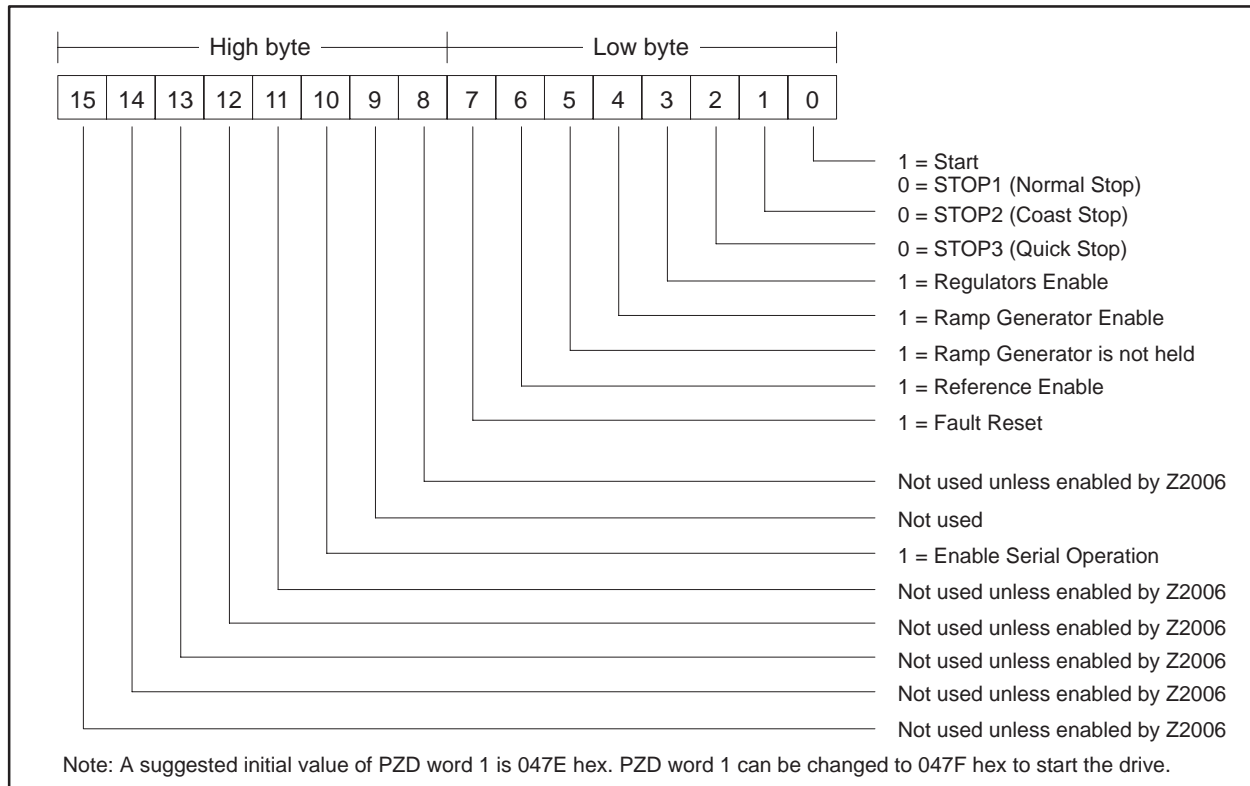 High byte Low byte
15 14 13 12 11 10 9 8 7 6 5 4 3 2 1 0
1 = Start
0 = STOP1 (Normal Stop)
0 = STOP2 (Coast Stop)
0 = STOP3 (Quick Stop)
1 = Regulators Enable
1 = Ramp Generator Enable
1 = Ramp Generator is not held
1 = Reference Enable
1 = Fault Reset
Not used unless enabled by Z2006
Not used
1 = Enable Serial Operation
Not used unless enabled by Z2006
Not used unless enabled by Z2006
Not used unless enabled by Z2006
Not used unless enabled by Z2006
Not used unless enabled by Z2006
Note: A suggested initial value of PZD word 1 is 047E hex. PZD word 1 can be changed to 047F hex to start the drive.